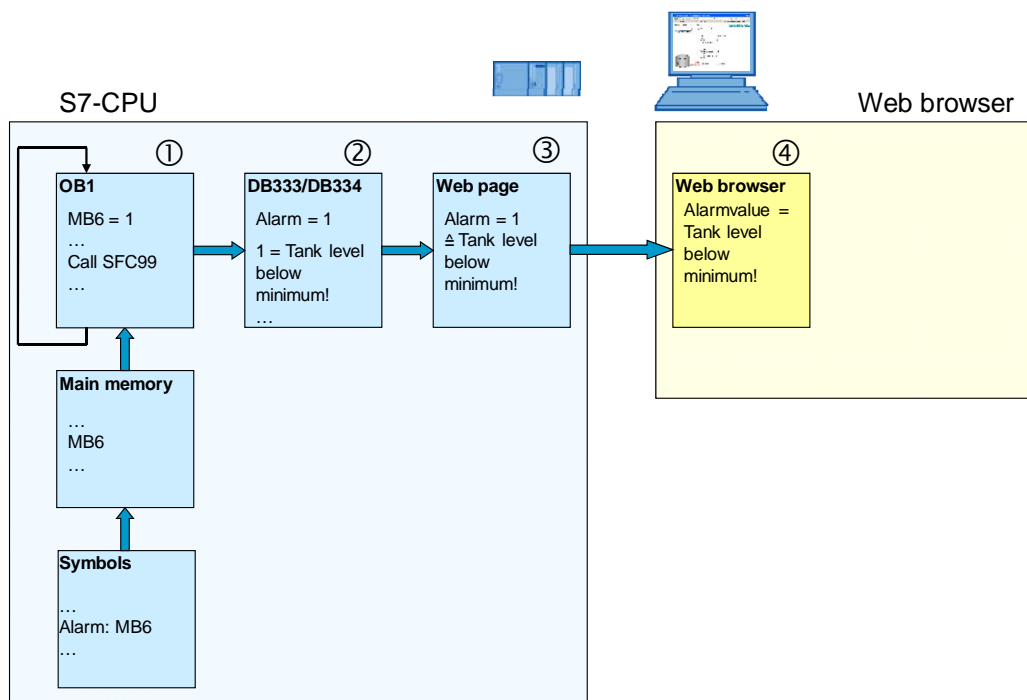 S7-CPU
Web browser
①
②
③
④
OB1
MB6 = 1
…
Call SFC99
…
DB333/DB334
Alarm = 1
1 = Tank level
below
minimum!
…
Web page
Alarm = 1
≙ Tank level
below
minimum!
Web browser
Alarmvalue =
Tank level
below
minimum!
Main memory
…
MB6
…
Symbols
…
Alarm: MB6
…